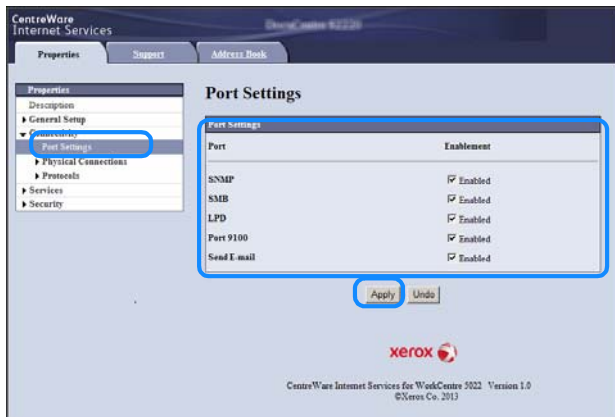 CentreWare
Internet Services
Properties
Support
Address Book
Properties
Description
General Setup
Connectivity
Port Settings
Physical Connections
Protocols
Services
Security
Port Settings
Port Settings
Port Enablement
SNMP Enabled
SMB Enabled
LPD Enabled
Port 9100 Enabled
Send E-mail Enabled
Apply Undo
xerox
CentreWare Internet Services for WorkCentre 5022 Version 1.0
©Xerox Co. 2013